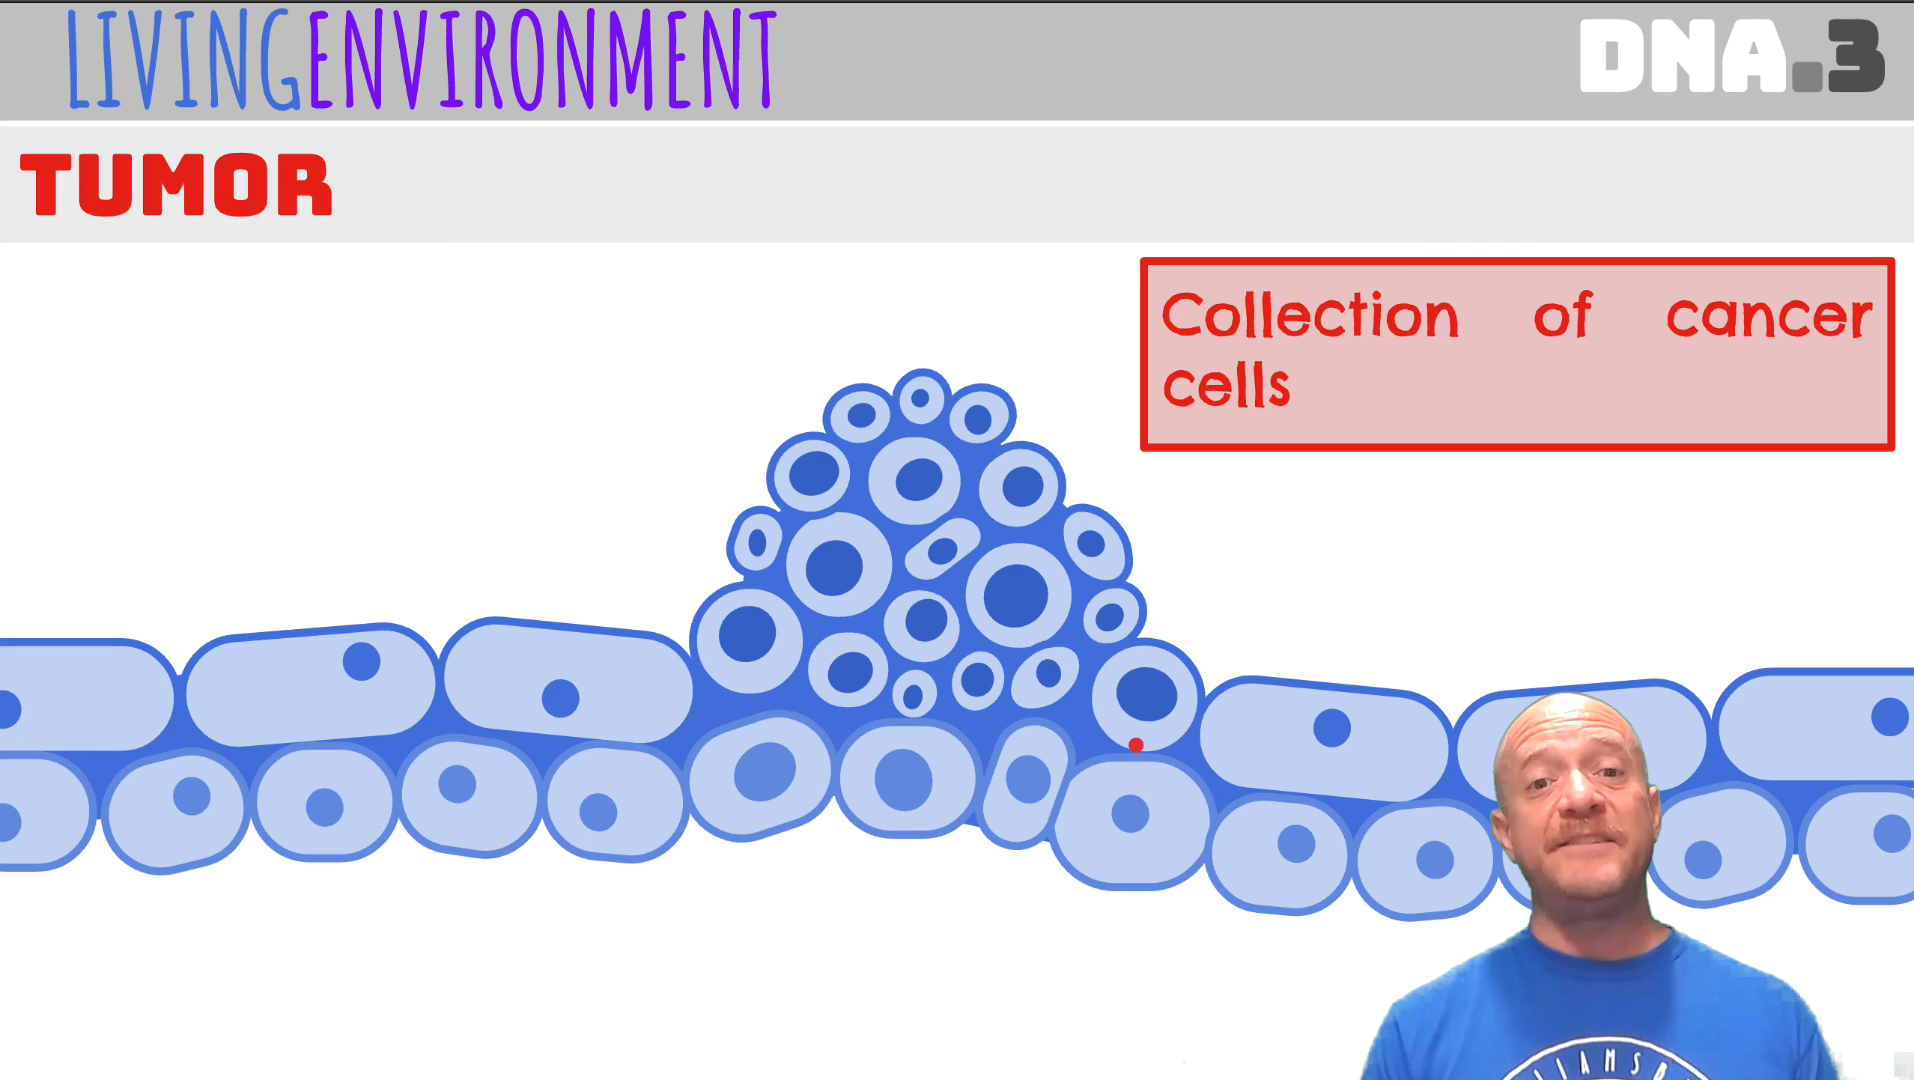 LIVINGENVIRONMENT
DNA.3
TUMOR
Collection of cancer
cells